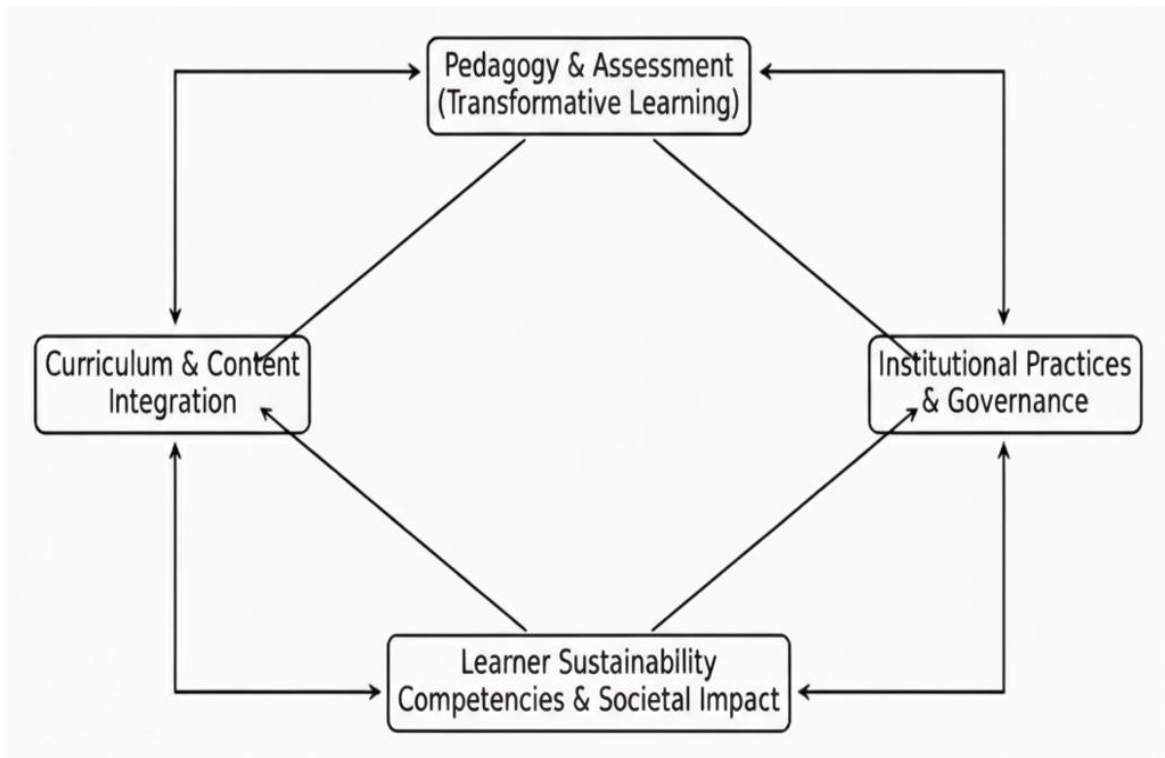 Pedagogy & Assessment
(Transformative Learning)
Curriculum & Content
Integration
Institutional Practices
& Governance
Learner Sustainability
Competencies & Societal Impact